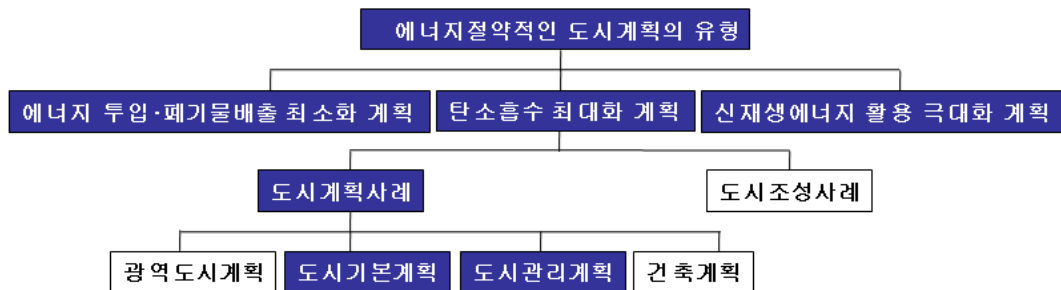 에너지절약적인 도시계획의 유형
에너지 투입·폐기물배출 최소화 계획
탄소흡수 최대화 계획
신재생에너지 활용 극대화 계획
도시계획사례
도시조성사례
광역도시계획
도시기본계획
도시관리계획
건축계획